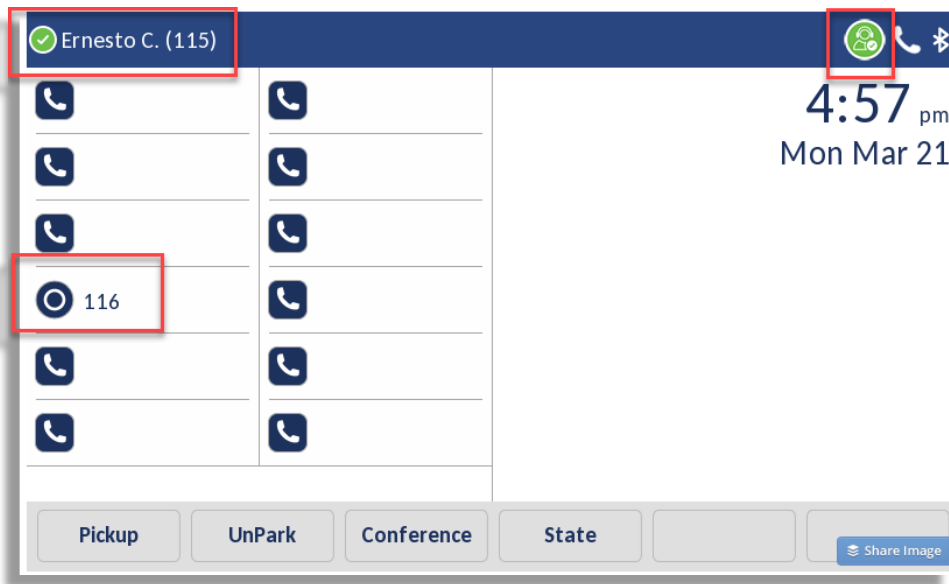 Ernesto C. (115)
4:57 pm
Mon Mar 21
116
Pickup
UnPark
Conference
State
Share Image